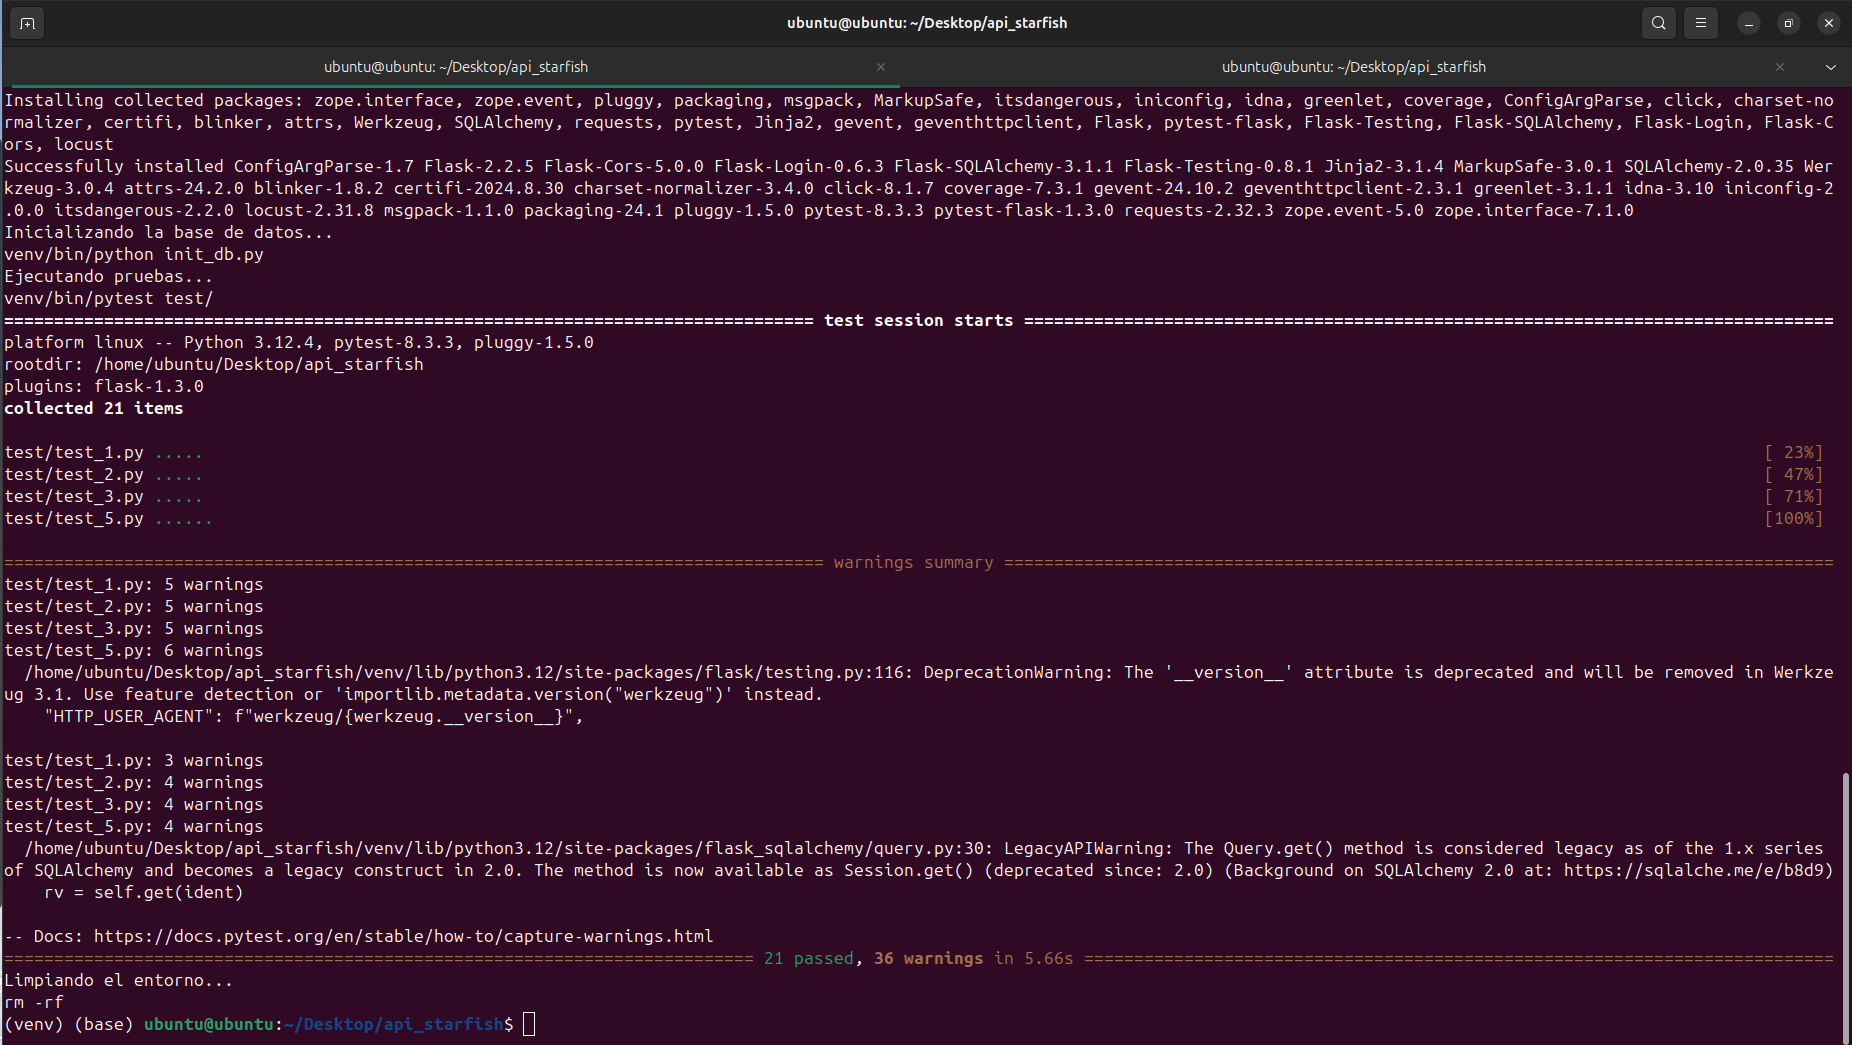 ubuntu@ubuntu: ~/Desktop/api_starfish
ubuntu@ubuntu: ~/Desktop/api_starfish
ubuntu@ubuntu: ~/Desktop/api_starfish
Installing collected packages: zope.interface, zope.event, pluggy, packaging, msgpack, MarkupSafe, itsdangerous, iniconfig, idna, greenlet, coverage, ConfigArgParse, click, charset-no
rmalizer, certifi, blinker, attrs, Werkzeug, SQLAlchemy, requests, pytest, Jinja2, gevent, geventhttpclient, Flask, pytest-flask, Flask-Testing, Flask-SQLAlchemy, Flask-Login, Flask-C
ors, locust
Successfully installed ConfigArgParse-1.7 Flask-2.2.5 Flask-Cors-5.0.0 Flask-Login-0.6.3 Flask-SQLAlchemy-3.1.1 Flask-Testing-0.8.1 Jinja2-3.1.4 MarkupSafe-3.0.1 SQLAlchemy-2.0.35 Wer
kzeug-3.0.4 attrs-24.2.0 blinker-1.8.2 certifi-2024.8.30 charset-normalizer-3.4.0 click-8.1.7 coverage-7.3.1 gevent-24.10.2 geventhttpclient-2.3.1 greenlet-3.1.1 idna-3.10 iniconfig-2
.0.0 itsdangerous-2.2.0 locust-2.31.8 msgpack-1.1.0 packaging-24.1 pluggy-1.5.0 pytest-8.3.3 pytest-flask-1.3.0 requests-2.32.3 zope.event-5.0 zope.interface-7.1.0
Inicializando la base de datos...
venv/bin/python init_db.py
Ejecutando pruebas...
venv/bin/pytest test/
================================================================================= test session starts =================================================================================
platform linux -- Python 3.12.4, pytest-8.3.3, pluggy-1.5.0
rootdir: /home/ubuntu/Desktop/api_starfish
plugins: flask-1.3.0
collected 21 items
test/test_1.py ..... [ 23%]
test/test_2.py ..... [ 47%]
test/test_3.py ..... [ 71%]
test/test_5.py ...... [100%]
================================================================================== warnings summary ===================================================================================
test/test_1.py: 5 warnings
test/test_2.py: 5 warnings
test/test_3.py: 5 warnings
test/test_5.py: 6 warnings
/home/ubuntu/Desktop/api_starfish/venv/lib/python3.12/site-packages/flask/testing.py:116: DeprecationWarning: The '__version__' attribute is deprecated and will be removed in Werkze
ug 3.1. Use feature detection or 'importlib.metadata.version("werkzeug")' instead.
"HTTP_USER_AGENT": f"werkzeug/{werkzeug.__version__}",
test/test_1.py: 3 warnings
test/test_2.py: 4 warnings
test/test_3.py: 4 warnings
test/test_5.py: 4 warnings
/home/ubuntu/Desktop/api_starfish/venv/lib/python3.12/site-packages/flask_sqlalchemy/query.py:30: LegacyAPIWarning: The Query.get() method is considered legacy as of the 1.x series
of SQLAlchemy and becomes a legacy construct in 2.0. The method is now available as Session.get() (deprecated since: 2.0) (Background on SQLAlchemy 2.0 at: https://sqlalche.me/e/b8d9)
rv = self.get(ident)
-- Docs: https://docs.pytest.org/en/stable/how-to/capture-warnings.html
=========================================================================== 21 passed, 36 warnings in 5.66s ===========================================================================
Limpiando el entorno...
rm -rf
(venv) (base) ubuntu@ubuntu:~/Desktop/api_starfish$